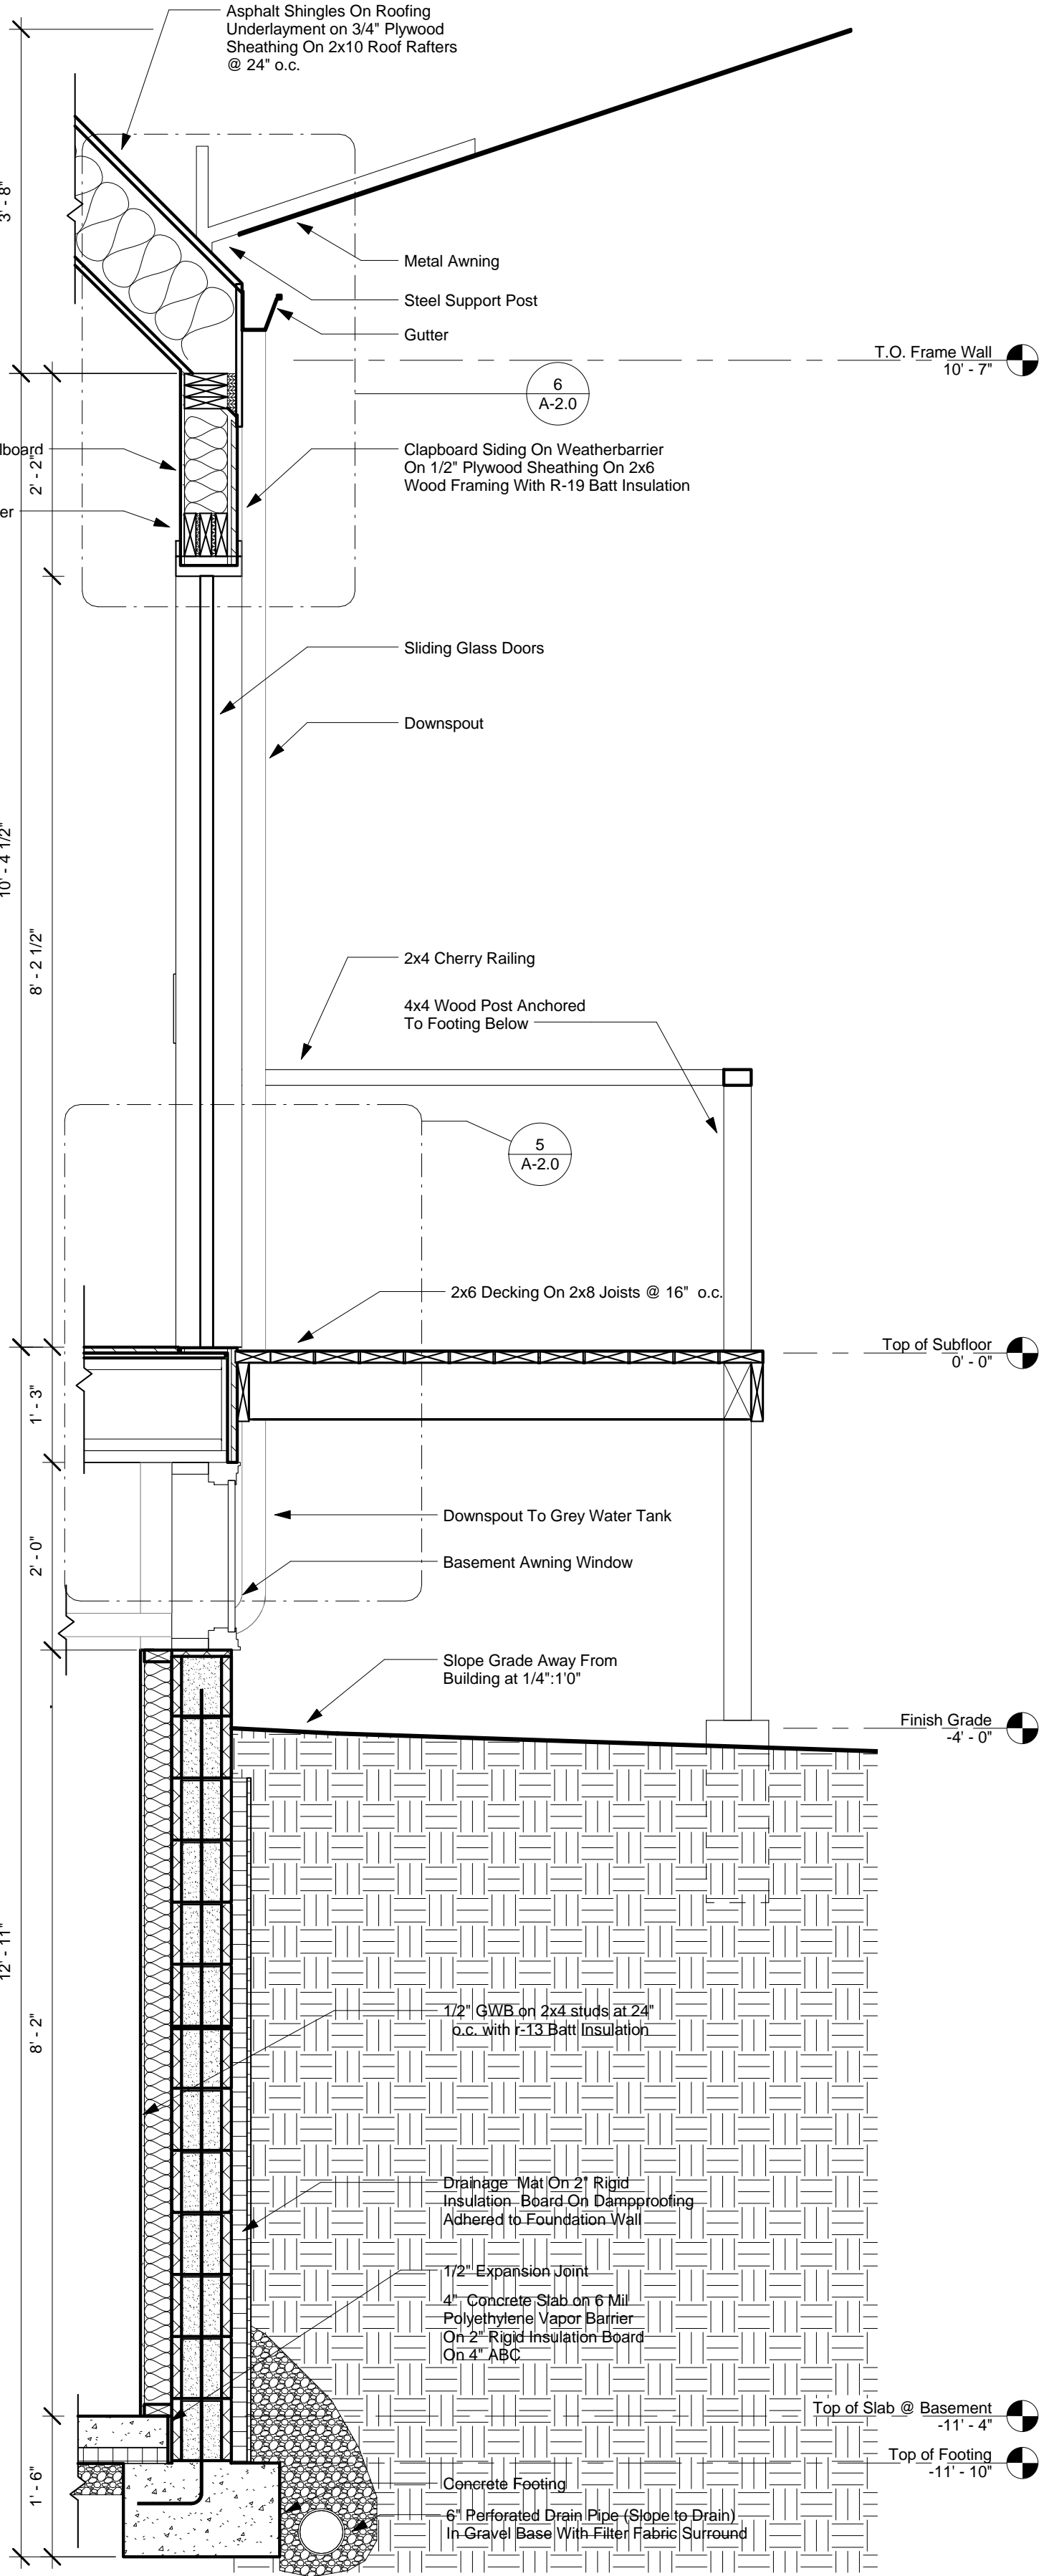 Asphalt Shingles On Roofing
Underlayment on 3/4" Plywood
Sheathing On 2x10 Roof Rafters
@ 24" o.c.
3' - 8"
Metal Awning
Steel Support Post
Gutter
T.O. Frame Wall
10' - 7"
6
A-2.0
lboard
2' - 2"
Clapboard Siding On Weatherbarrier
On 1/2" Plywood Sheathing On 2x6
Wood Framing With R-19 Batt Insulation
er
Sliding Glass Doors
Downspout
10' - 4 1/2"
8' - 2 1/2"
2x4 Cherry Railing
4x4 Wood Post Anchored
To Footing Below
5
A-2.0
2x6 Decking On 2x8 Joists @ 16" o.c.
Top of Subfloor
0' - 0"
1' - 3"
Downspout To Grey Water Tank
2' - 0"
Basement Awning Window
Slope Grade Away From
Building at 1/4":1'0"
Finish Grade
-4' - 0"
12' - 11"
8' - 2"
1/2" GWB on 2x4 studs at 24"
o.c. with r-13 Batt Insulation
Drainage Mat On 2" Rigid
Insulation Board On Dampproofing
Adhered to Foundation Wall
1/2" Expansion Joint
4" Concrete Slab on 6 Mil
Polyethylene Vapor Barrier
On 2" Rigid Insulation Board
On 4" ABC
Top of Slab @ Basement
-11' - 4"
Top of Footing
-11' - 10"
1' - 6"
Concrete Footing
6" Perforated Drain Pipe (Slope to Drain)
In Gravel Base With Filter Fabric Surround